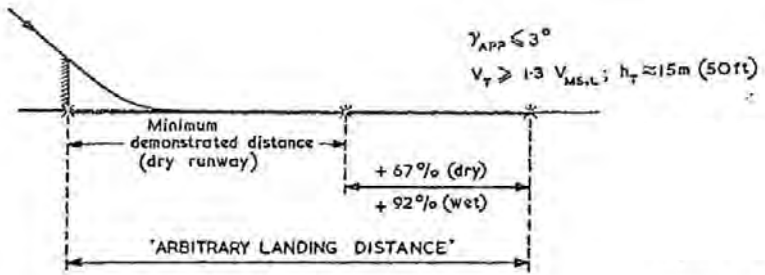 γAPP ⩽ 3°
VT ⩾ 1·3 VMS,L ; hT ≈ 15m (50ft)
Minimum
demonstrated distance
(dry runway)
+ 67% (dry)
+ 92% (wet)
'ARBITRARY LANDING DISTANCE'